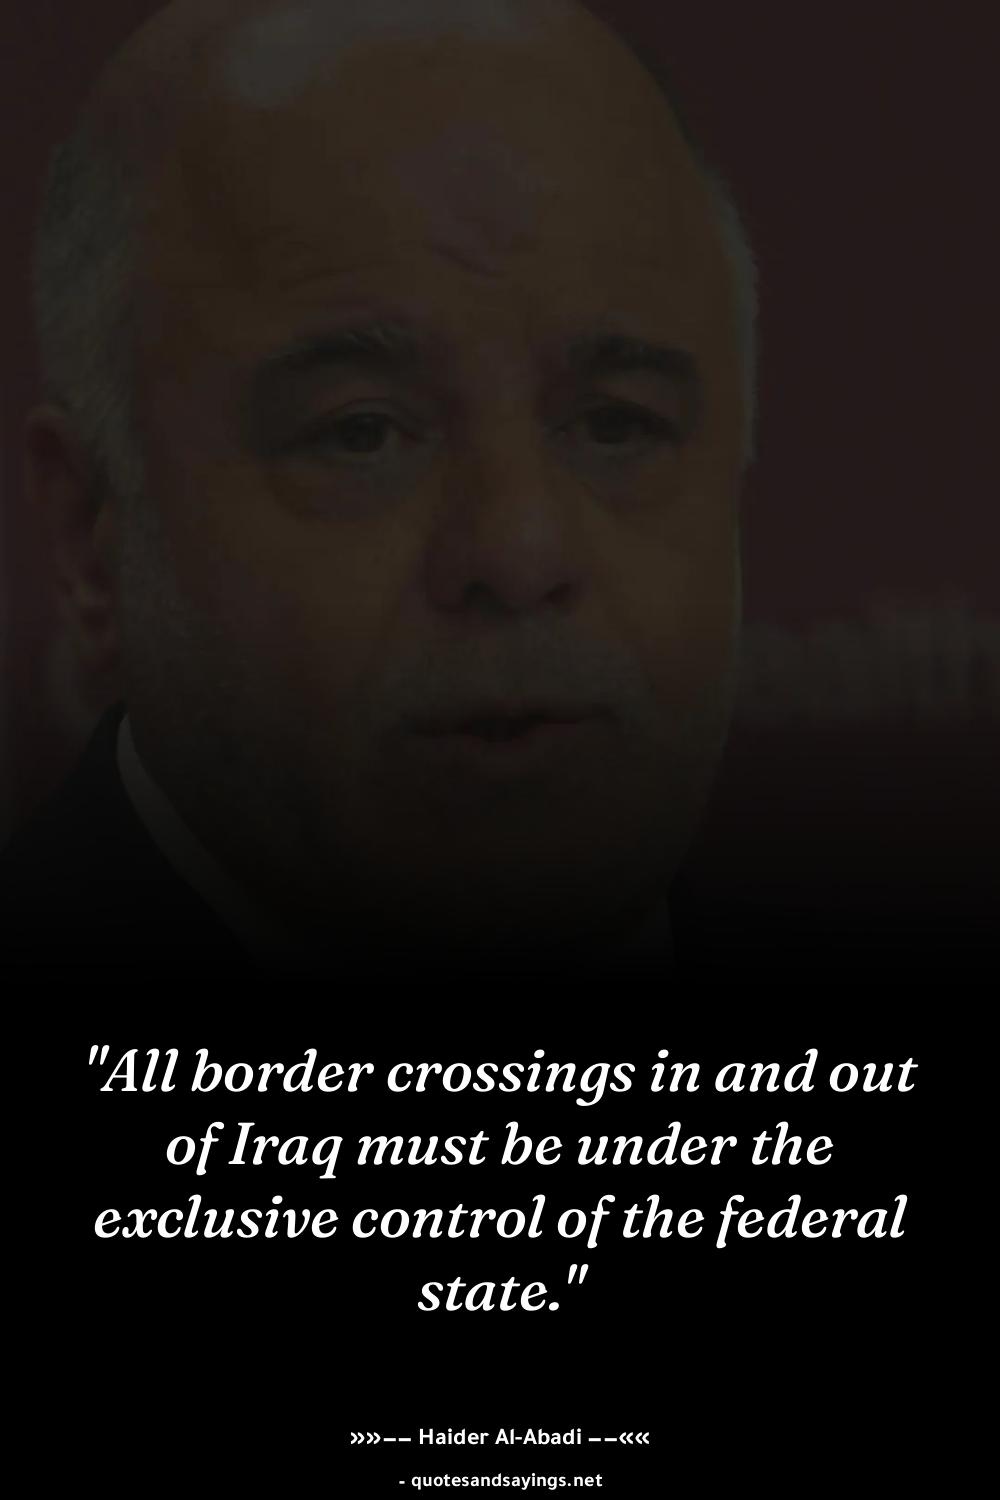 "All border crossings in and out
of Iraq must be under the
exclusive control of the federal
state."
»»−− Haider Al-Abadi −−««
- quotesandsayings.net